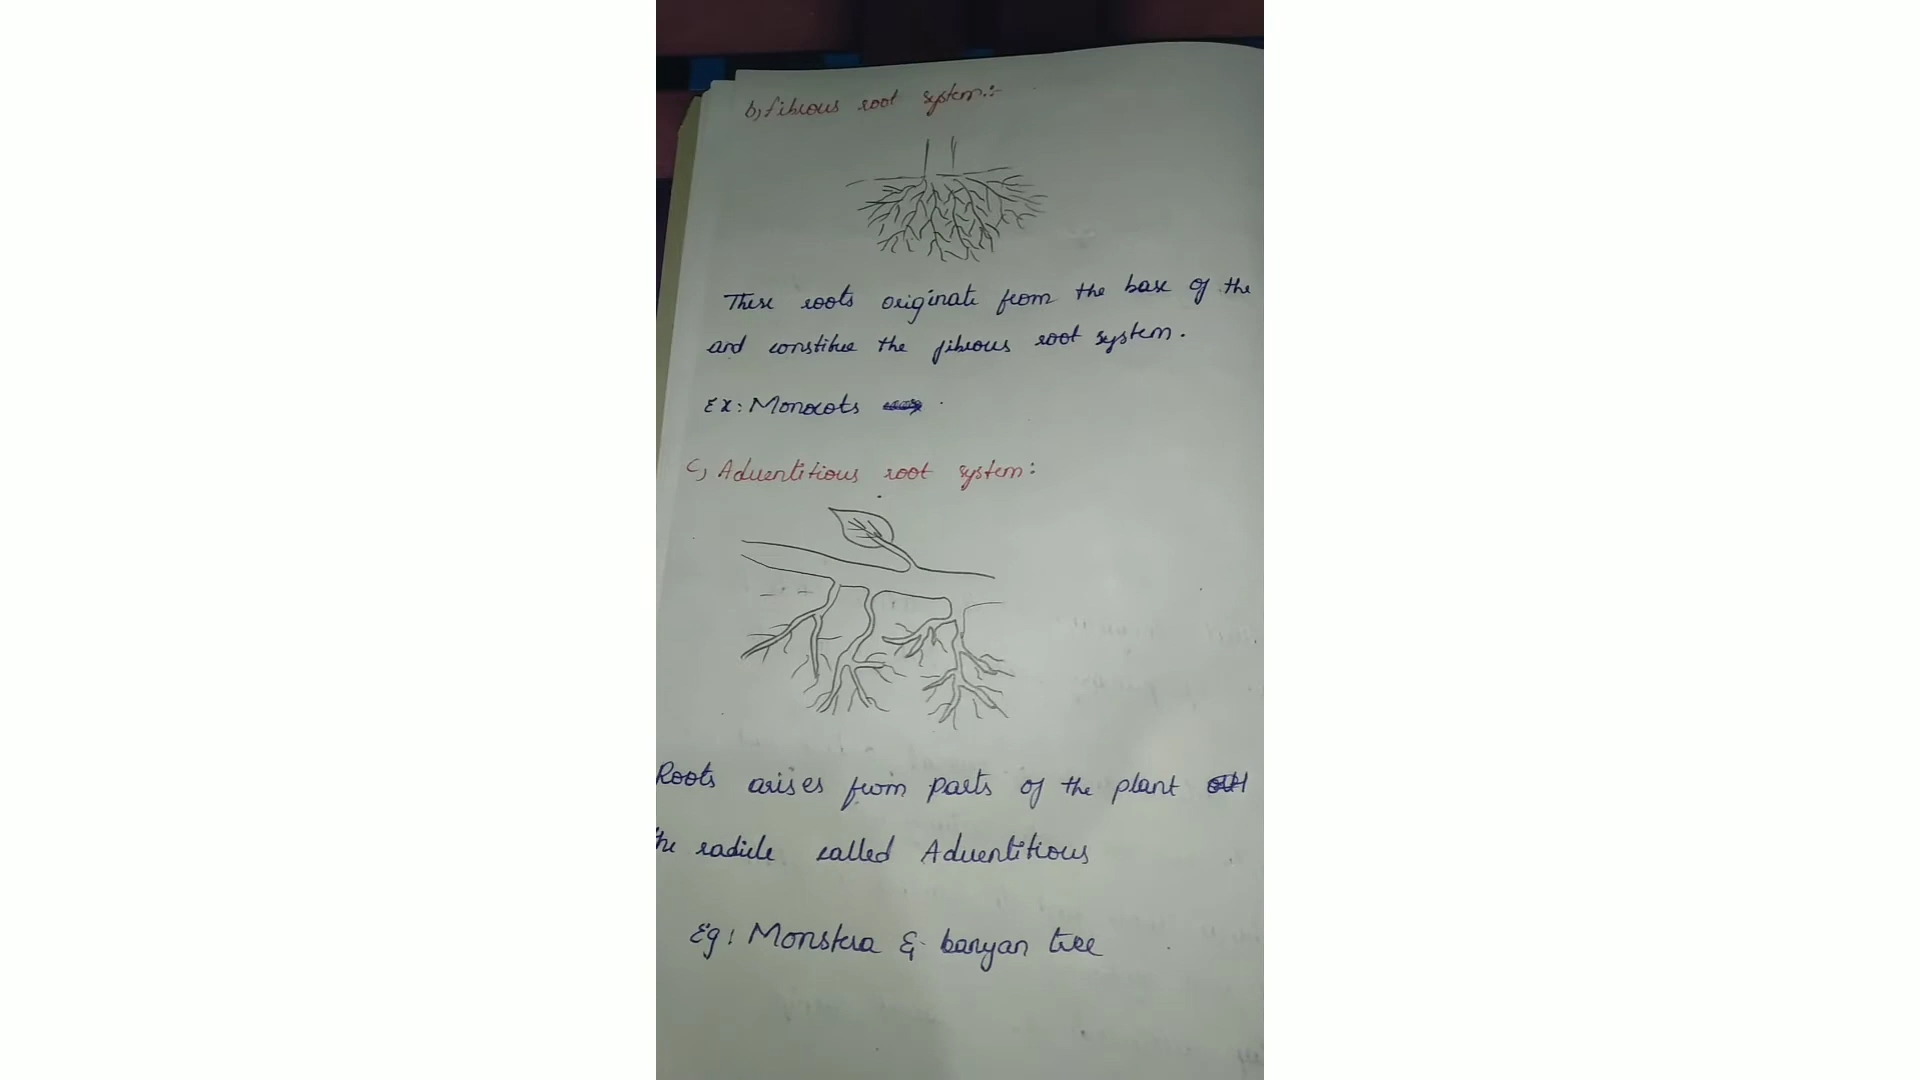 b, fibrous root system:-
These roots originate from the base of the
and constitue the fibrous root system.
Ex: Monocots
C, Adventitious root system:
Roots arises from parts of the plant
the radicle called Adventitious
Eg: Monstera & banyan tree